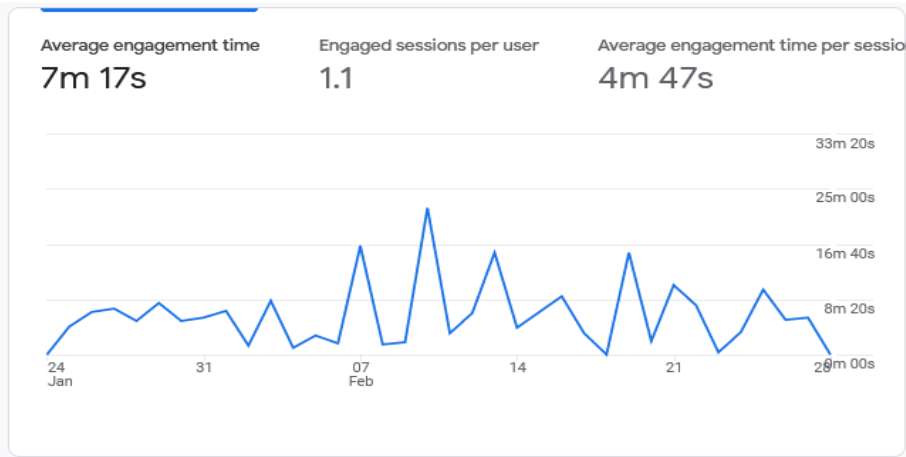 Average engagement time
7m 17s
Engaged sessions per user
1.1
Average engagement time per sessio
4m 47s
33m 20s
25m 00s
16m 40s
8m 20s
0m 00s
24
Jan
31
07
Feb
14
21
28